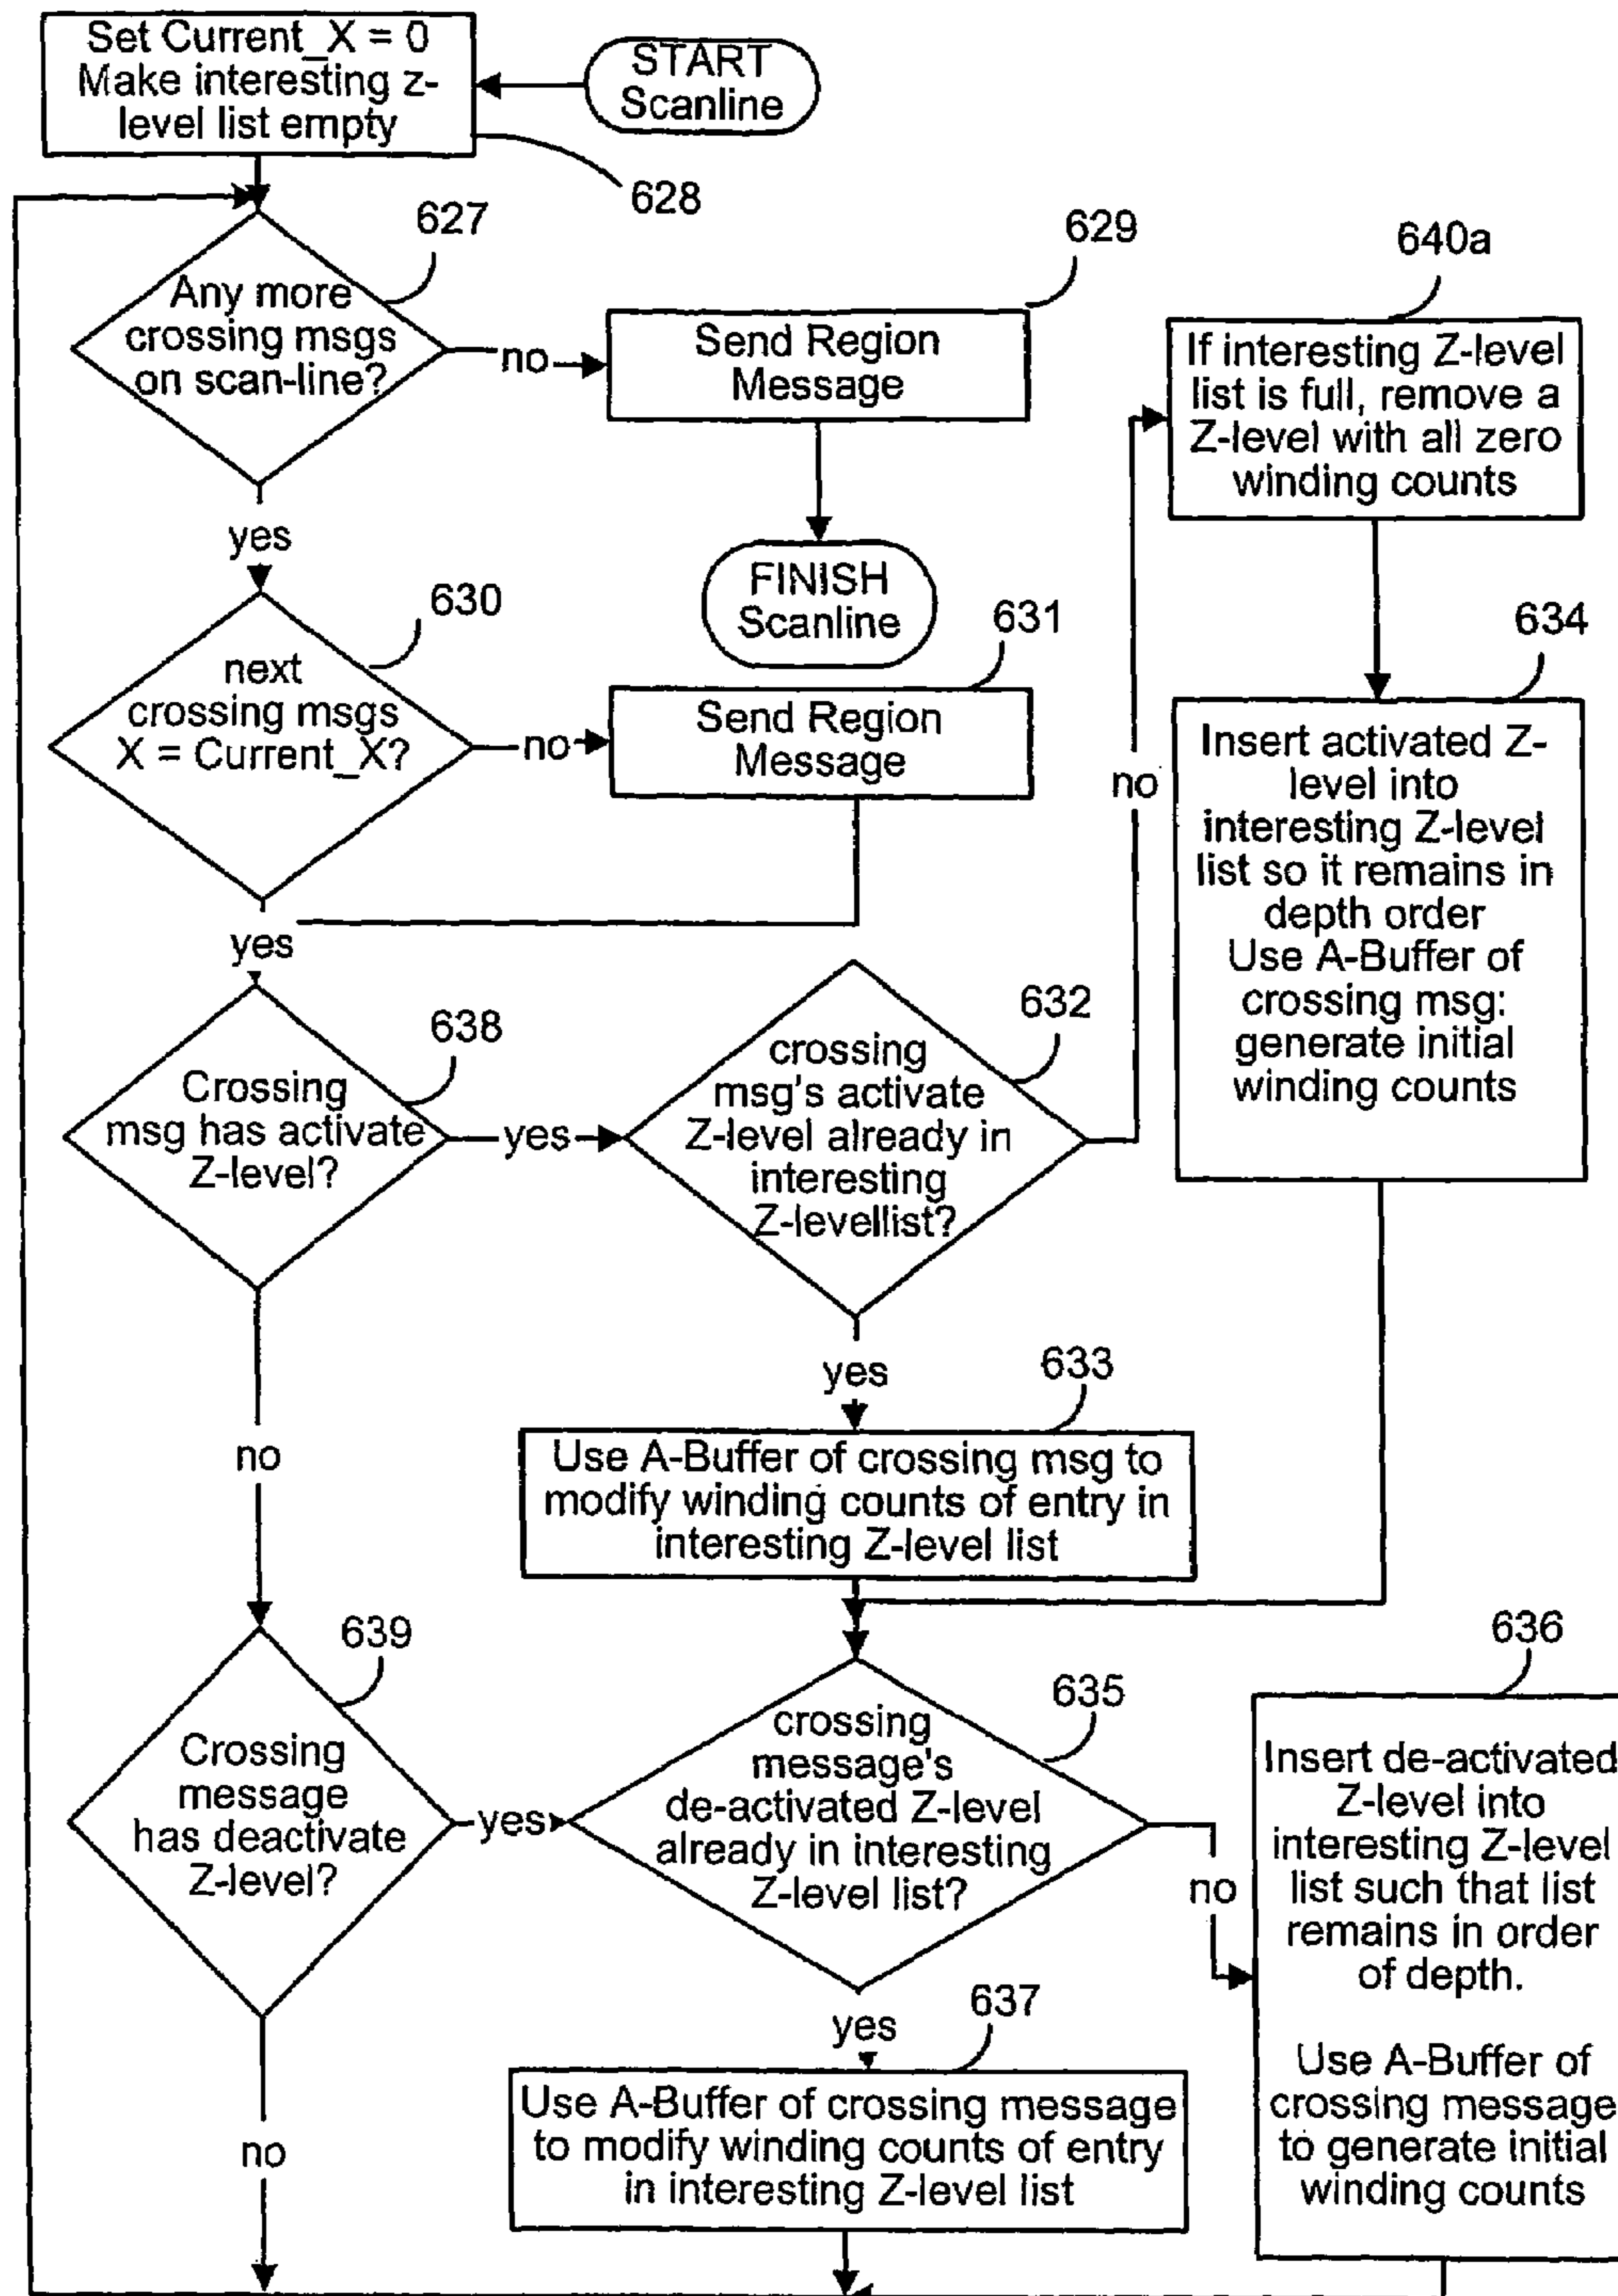 Set Current_X = 0
Make interesting z-
level list empty
START
Scanline
628
627
Any more
crossing msgs
on scan-line?
no
629
Send Region
Message
640a
If interesting Z-level
list is full, remove a
Z-level with all zero
winding counts
yes
FINISH
Scanline
630
next
crossing msgs
X = Current_X?
no
631
Send Region
Message
no
634
Insert activated Z-
level into
interesting Z-level
list so it remains in
depth order
Use A-Buffer of
crossing msg:
generate initial
winding counts
yes
638
Crossing
msg has activate
Z-level?
yes
632
crossing
msg's activate
Z-level already in
interesting
Z-levellist?
no
yes
633
Use A-Buffer of crossing msg to
modify winding counts of entry in
interesting Z-level list
639
Crossing
message
has deactivate
Z-level?
yes
635
crossing
message's
de-activated Z-level
already in interesting
Z-level list?
no
636
Insert de-activated
Z-level into
interesting Z-level
list such that list
remains in order
of depth.
Use A-Buffer of
crossing message
to generate initial
winding counts
yes
637
Use A-Buffer of crossing message
to modify winding counts of entry
in interesting Z-level list
no